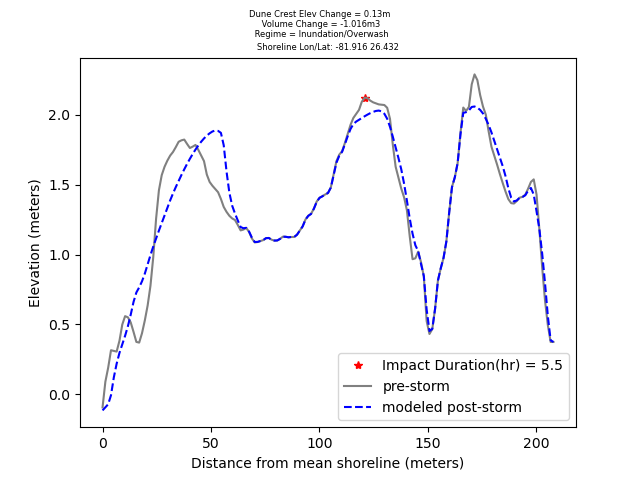 Dune Crest Elev Change = 0.13m
Volume Change = -1.016m3
Regime = Inundation/Overwash
Shoreline Lon/Lat: -81.916 26.432
2.0
1.5
1.0
0.5
0.0
Elevation (meters)
Impact Duration(hr) = 5.5
pre-storm
modeled post-storm
0 50 100 150 200
Distance from mean shoreline (meters)